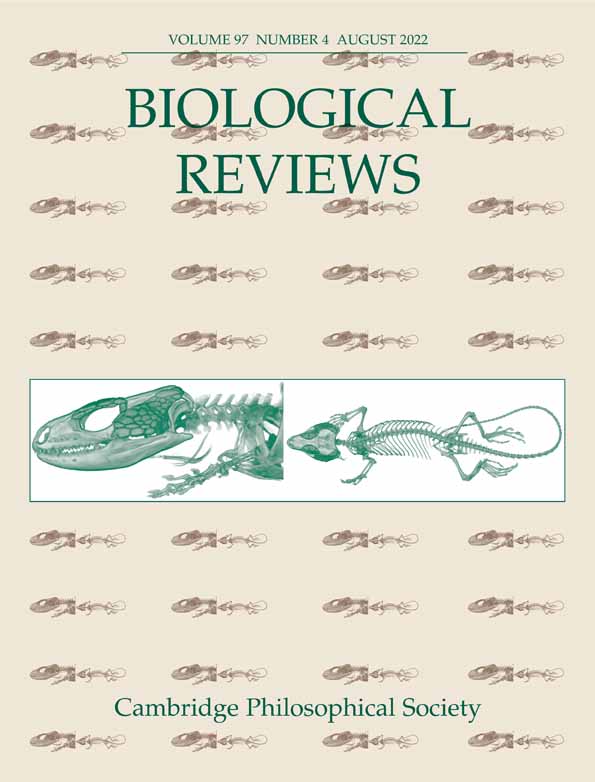 VOLUME 97 NUMBER 4 AUGUST 2022
BIOLOGICAL
REVIEWS
Cambridge Philosophical Society